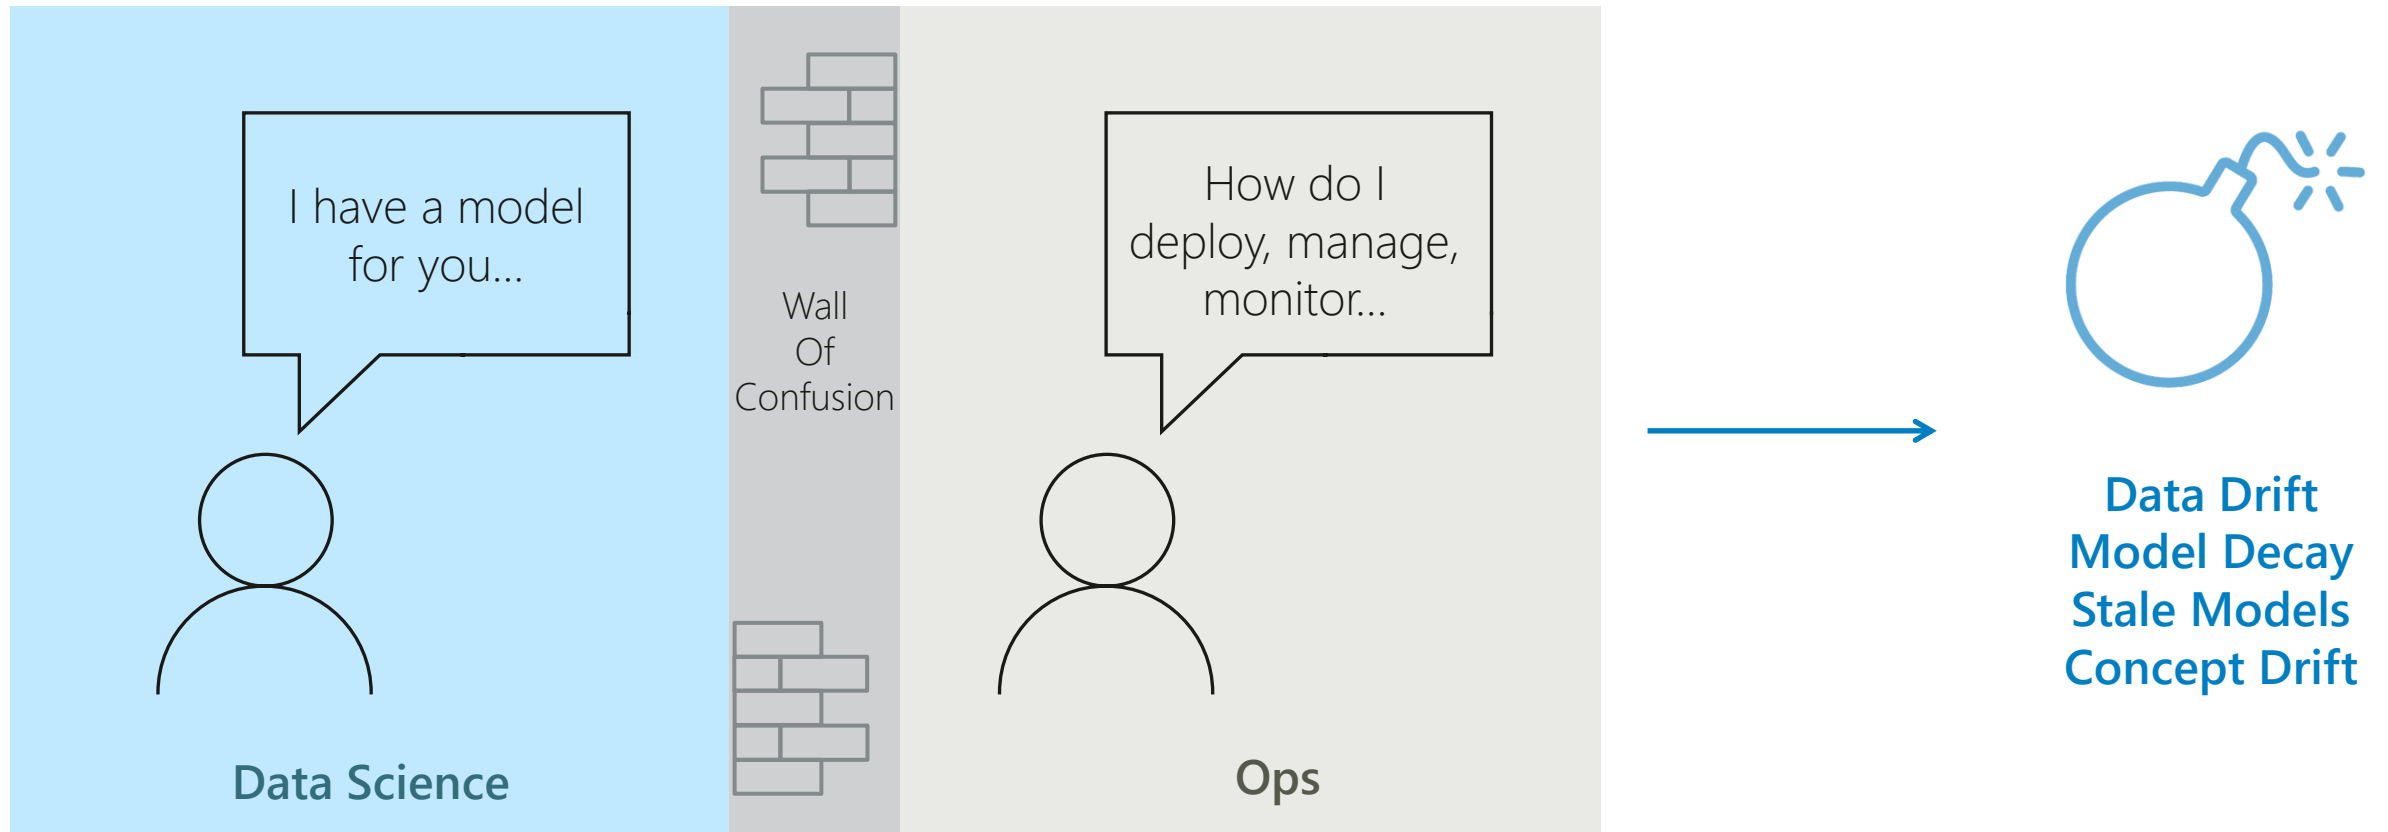 I have a model
for you...
Data Science
Wall
Of
Confusion
How do I
deploy, manage,
monitor...
Ops
Data Drift
Model Decay
Stale Models
Concept Drift